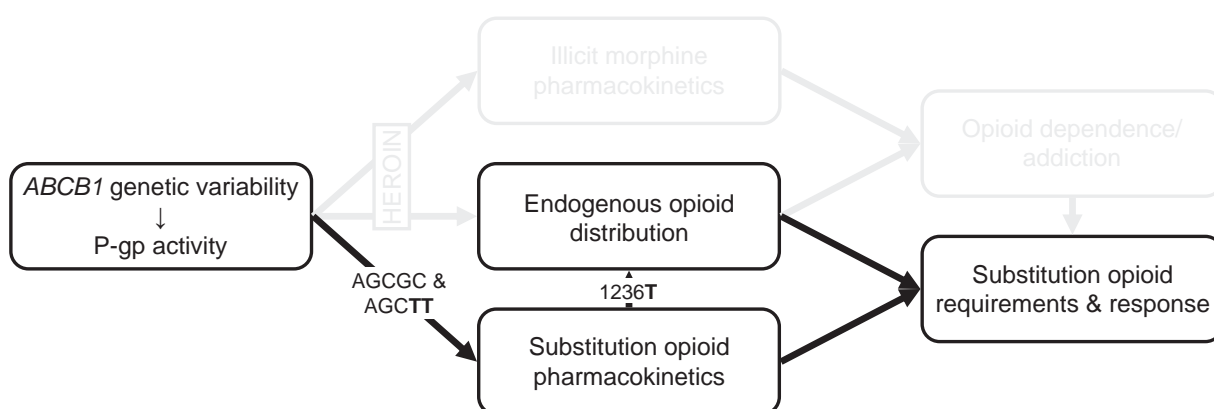 Illicit morphine
pharmacokinetics
HEROIN
Opioid dependence/
addiction
ABCB1 genetic variability
↓
P-gp activity
Endogenous opioid
distribution
AGCGC &
AGCTT
1236T
Substitution opioid
requirements & response
Substitution opioid
pharmacokinetics